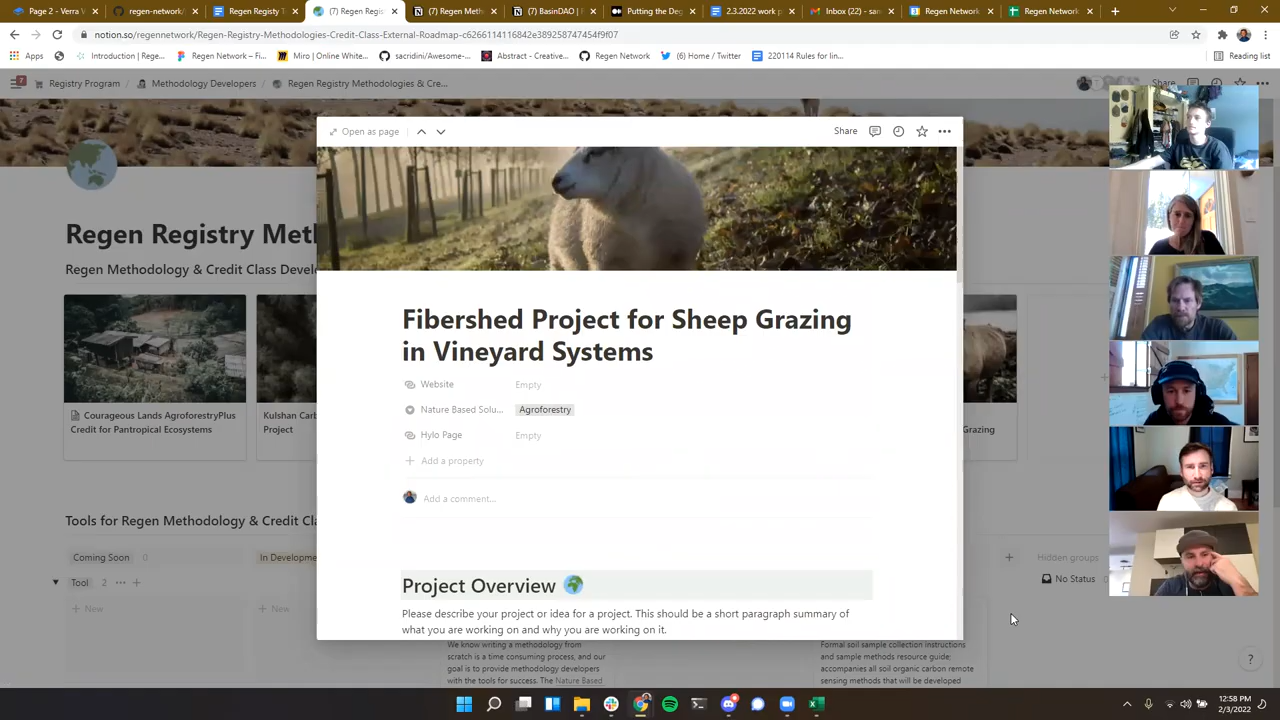 Page 2 - V
regen-network/
Regen Registry T
(7) Regen Regis
(7) Regen Meth
(7) BasinDAO |
Putting the Deg
2.3.2022 work p
Inbox (22) - sa
Regen Network
Regen Network
notion.so/regennetwork/Regen-Registry-Methodologies-Credit-Class-External-Roadmap-c6266114116842e389258747454f9f07
Apps
Introduction | Rege...
Regen Network – Fi...
Miro | Online White...
sacridini/Awesome-...
Abstract - Creative...
Regen Network
(6) Home / Twitter
220114 Rules for lin...
Reading list
7
Registry Program / Methodology Developers / Regen Registry Methodologies & Cre...
Share
Open as page
Share
Regen Registry Meth
Regen Methodology & Credit Class Develo
Courageous Lands AgroforestryPlus
Credit for Pantropical Ecosystems
Kulshan Carb
Project
Grazing
Fibershed Project for Sheep Grazing
in Vineyard Systems
Website
Empty
Nature Based Solu...
Agroforestry
Hylo Page
Empty
Add a property
Add a comment...
Project Overview
Please describe your project or idea for a project. This should be a short paragraph summary of
what you are working on and why you are working on it.
Tools for Regen Methodology & Credit Cla
Coming Soon 0
In Developme
Hidden groups
Tool 2
No Status
New
New
We know writing a methodology from
scratch is a time consuming process, and our
goal is to provide methodology developers
with the tools for success. The Nature Based
Formal soil sample collection instructions
and sample methods resource guide;
accompanies all soil organic carbon remote
sensing methods that will be developed
?
12:58 PM
2/3/2022